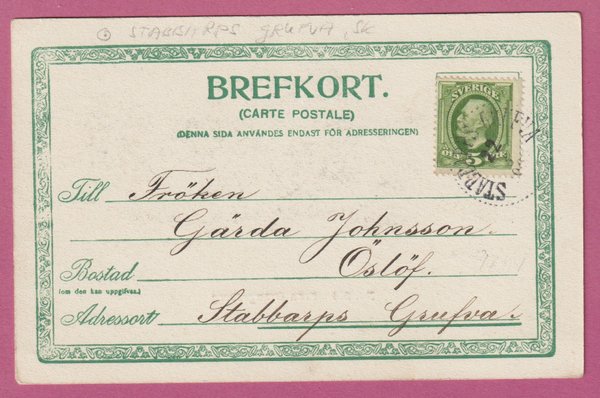 STABBARPS GRUFVA, SK
BREFKORT.
(CARTE POSTALE)
(DENNA SIDA ANVÄNDES ENDAST FÖR ADRESSERINGEN)
SVERIGE
5
STABB
Till Fröken
Gärda Johnsson.
Bostad Öslöf.
(om den kan uppgifvas.)
Adressort Stabbarps Grufva.